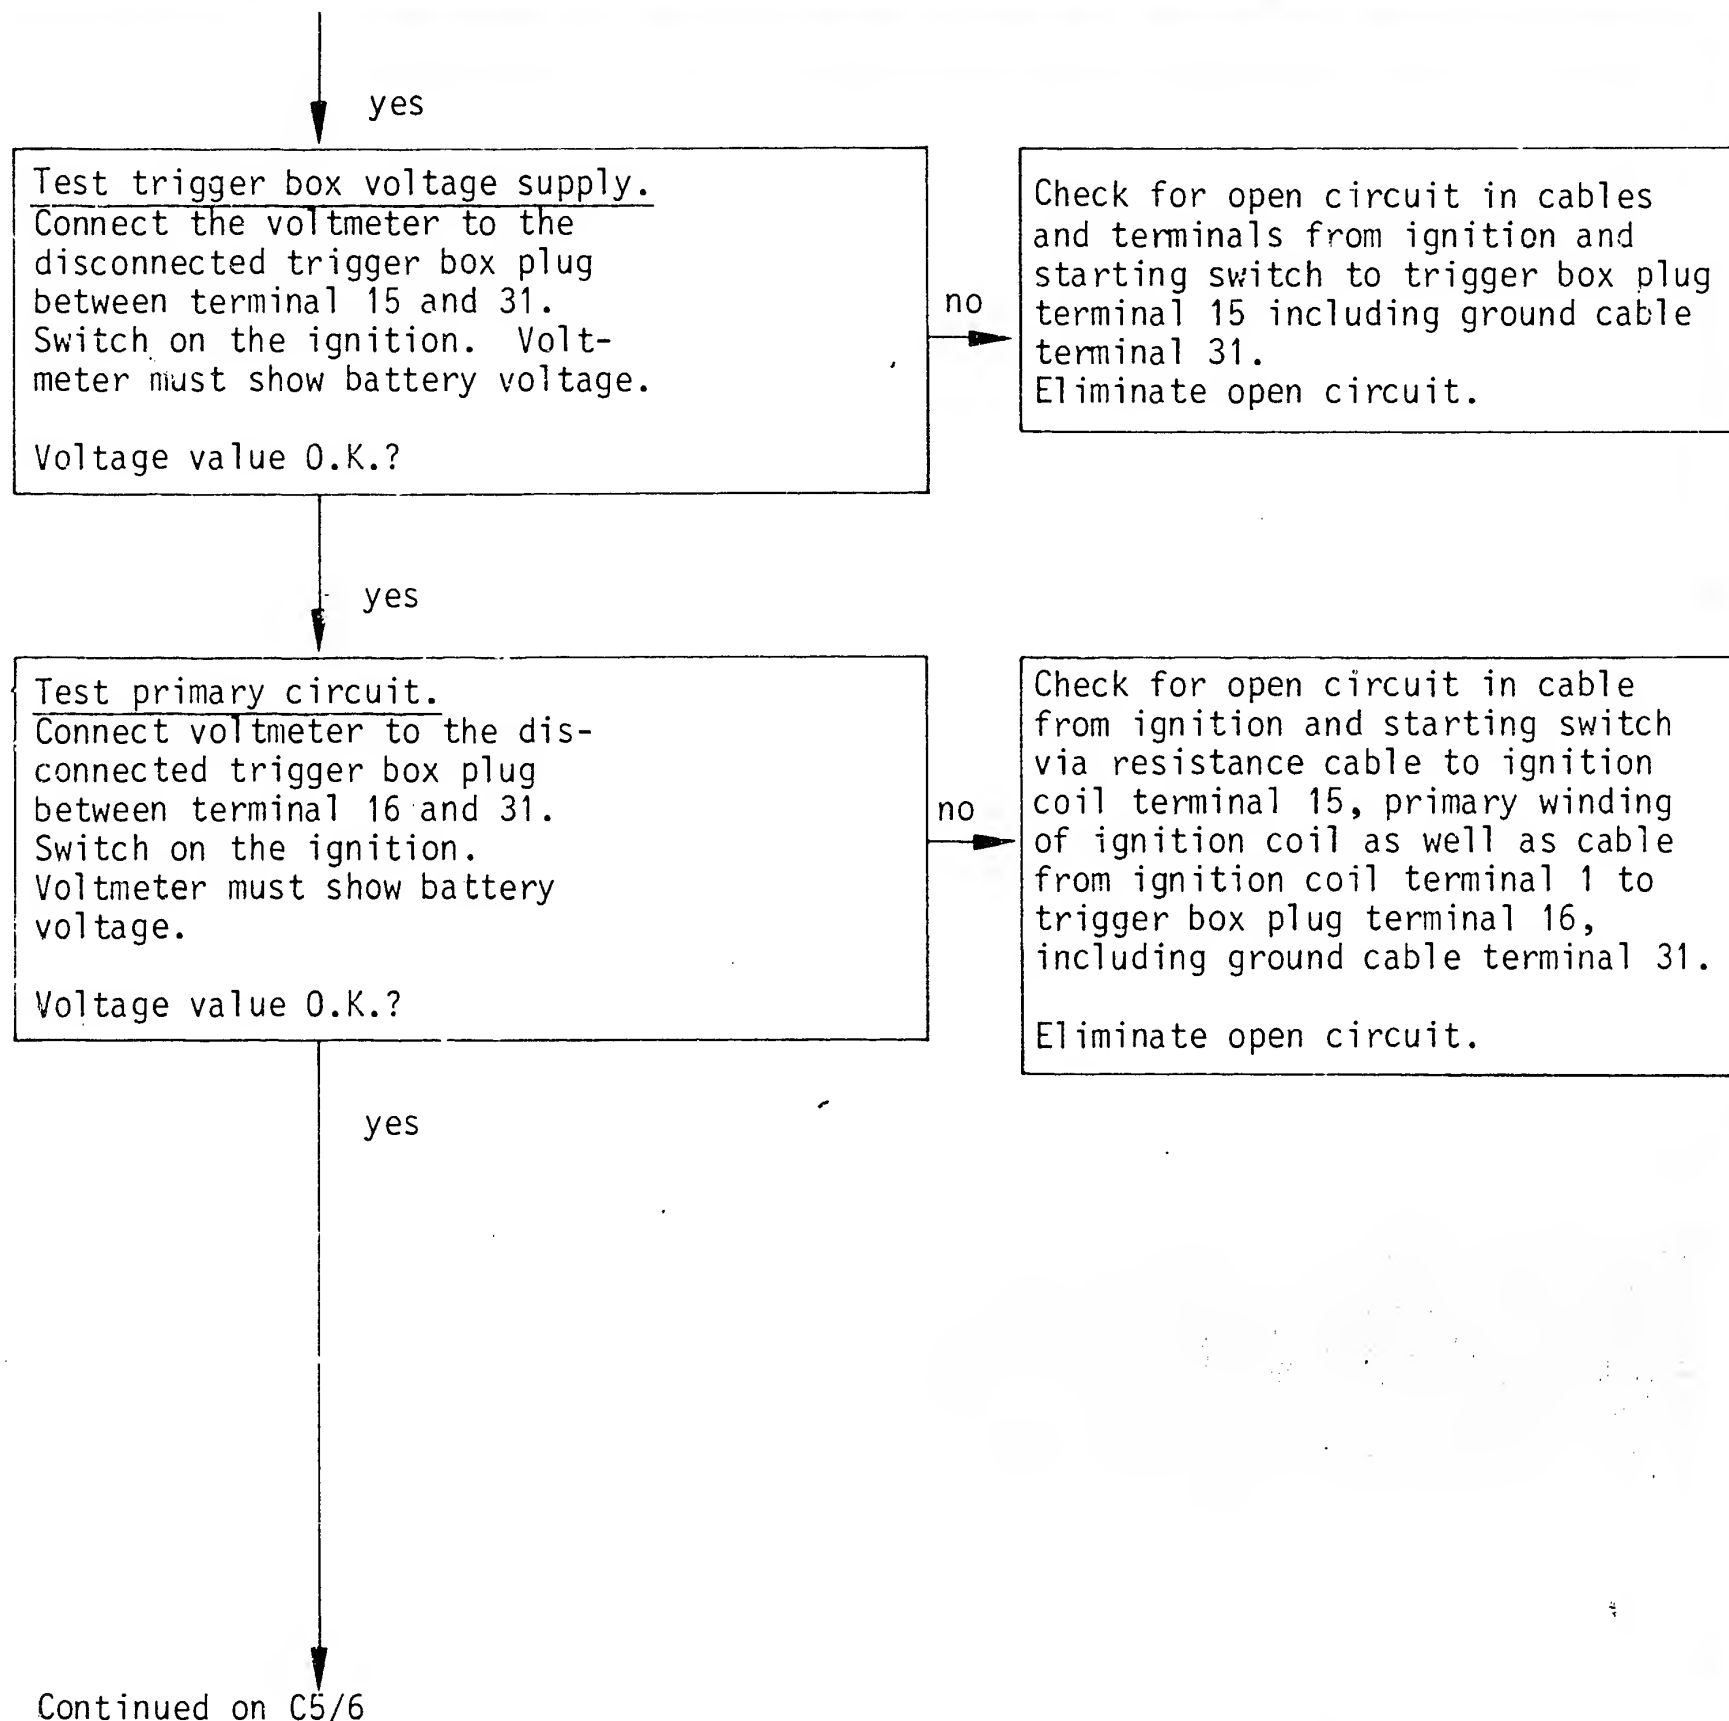 yes
Test trigger box voltage supply.
Connect the voltmeter to the
disconnected trigger box plug
between terminal 15 and 31.
Switch on the ignition. Volt-
meter must show battery voltage.
Voltage value O.K.?
no
Check for open circuit in cables
and terminals from ignition and
starting switch to trigger box plug
terminal 15 including ground cable
terminal 31.
Eliminate open circuit.
yes
Test primary circuit.
Connect voltmeter to the dis-
connected trigger box plug
between terminal 16 and 31.
Switch on the ignition.
Voltmeter must show battery
voltage.
Voltage value O.K.?
no
Check for open circuit in cable
from ignition and starting switch
via resistance cable to ignition
coil terminal 15, primary winding
of ignition coil as well as cable
from ignition coil terminal 1 to
trigger box plug terminal 16,
including ground cable terminal 31.
Eliminate open circuit.
yes
Continued on C5/6